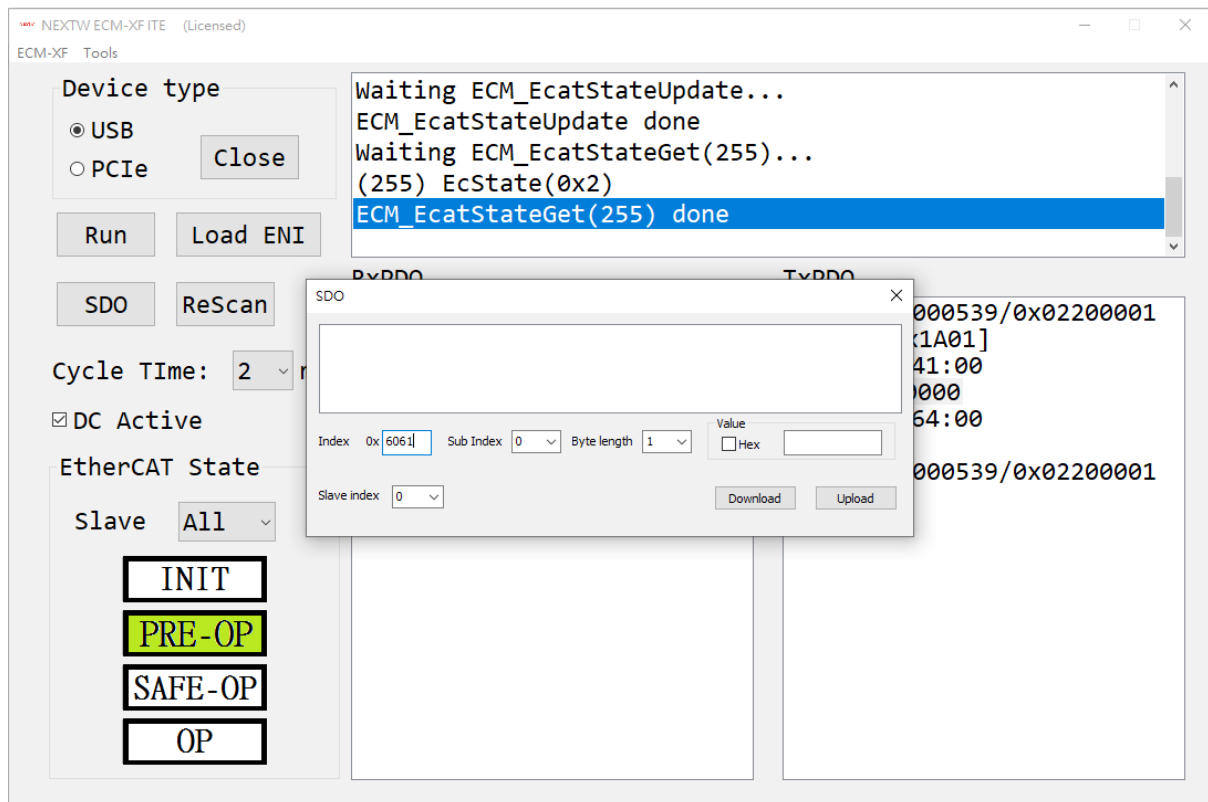 NEXTW ECM-XF ITE (Licensed)
ECM-XF Tools
Device type
USB
PCIe
Close
Run
Load ENI
SDO
ReScan
Cycle TIme: 2
DC Active
EtherCAT State
Slave All
INIT
PRE-OP
SAFE-OP
OP
Waiting ECM_EcatStateUpdate...
ECM_EcatStateUpdate done
Waiting ECM_EcatStateGet(255)...
(255) EcState(0x2)
ECM_EcatStateGet(255) done
RxPDO
TxPDO
000539/0x02200001
1A01]
41:00
0000
64:00
000539/0x02200001
SDO
Index 0x 6061 Sub Index 0 Byte length 1 Value Hex
Slave index 0 Download Upload